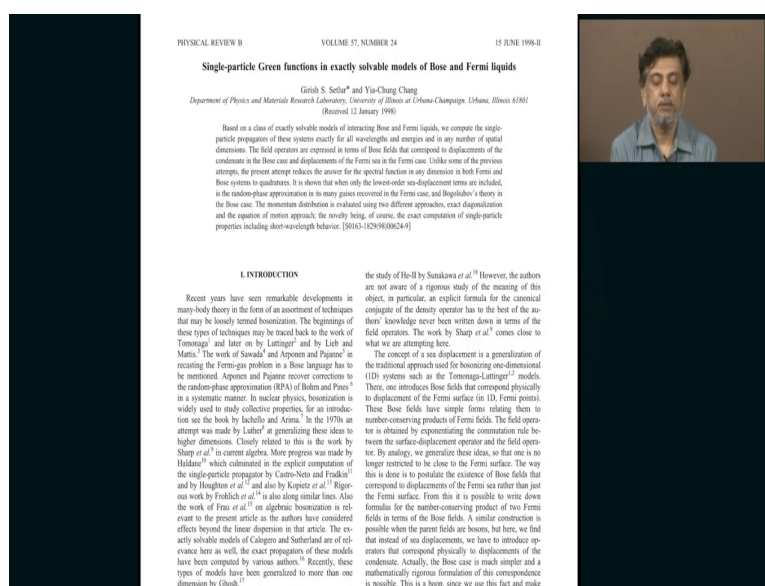 PHYSICAL REVIEW B VOLUME 57, NUMBER 24 15 JUNE 1998-II
Single-particle Green functions in exactly solvable models of Bose and Fermi liquids
Girish S. Setlur* and Yia-Chung Chang
Department of Physics and Materials Research Laboratory, University of Illinois at Urbana-Champaign, Urbana, Illinois 61801
(Received 12 January 1998)
Based on a class of exactly solvable models of interacting Bose and Fermi liquids, we compute the single-
particle propagators of these systems exactly for all wavelengths and energies and in any number of spatial
dimensions. The field operators are expressed in terms of Bose fields that correspond to displacements of the
condensate in the Bose case and displacements of the Fermi sea in the Fermi case. Unlike some of the previous
attempts, the present attempt reduces the answer for the spectral function in any dimension in both Fermi and
Bose systems to quadratures. It is shown that when only the lowest-order sea-displacement terms are included,
is the random-phase approximation in its many guises recovered in the Fermi case, and Bogoliubov's theory in
the Bose case. The momentum distribution is evaluated using two different approaches, exact diagonalization
and the equation of motion approach; the novelty being, of course, the exact computation of single-particle
properties including short-wavelength behavior. [S0163-1829(98)00624-9]
I. INTRODUCTION
Recent years have seen remarkable developments in
many-body theory in the form of an assortment of techniques
that may be loosely termed bosonization. The beginnings of
these types of techniques may be traced back to the work of
Tomonaga¹ and later on by Luttinger² and by Lieb and
Mattis.³ The work of Sawada⁴ and Arponen and Pajanne⁵ in
recasting the Fermi-gas problem in a Bose language has to
be mentioned. Arponen and Pajanne recover corrections to
the random-phase approximation (RPA) of Bohm and Pines⁶
in a systematic manner. In nuclear physics, bosonization is
widely used to study collective properties, for an introduc-
tion see the book by Iachello and Arima.⁷ In the 1970s an
attempt was made by Luther⁸ at generalizing these ideas to
higher dimensions. Closely related to this is the work by
Sharp et al.⁹ in current algebra. More progress was made by
Haldane¹⁰ which culminated in the explicit computation of
the single-particle propagator by Castro-Neto and Fradkin¹¹
and by Houghton et al.¹² and also by Kopietz et al.¹³ Rigor-
ous work by Frohlich et al.¹⁴ is also along similar lines. Also
the work of Frau et al.¹⁵ on algebraic bosonization is rel-
evant to the present article as the authors have considered
effects beyond the linear dispersion in that article. The ex-
actly solvable models of Calogero and Sutherland are of rel-
evance here as well, the exact propagators of these models
have been computed by various authors.¹⁶ Recently, these
types of models have been generalized to more than one
dimension by Ghosh.¹⁷
the study of He-II by Sunakawa et al.¹⁸ However, the authors
are not aware of a rigorous study of the meaning of this
object, in particular, an explicit formula for the canonical
conjugate of the density operator has to the best of the au-
thors' knowledge never been written down in terms of the
field operators. The work by Sharp et al.⁹ comes close to
what we are attempting here.
The concept of a sea displacement is a generalization of
the traditional approach used for bosonizing one-dimensional
(1D) systems such as the Tomonaga-Luttinger¹,² models.
There, one introduces Bose fields that correspond physically
to displacement of the Fermi surface (in 1D, Fermi points).
These Bose fields have simple forms relating them to
number-conserving products of Fermi fields. The field opera-
tor is obtained by exponentiating the commutation rule be-
tween the surface-displacement operator and the field opera-
tor. By analogy, we generalize these ideas, so that one is no
longer restricted to be close to the Fermi surface. The way
this is done is to postulate the existence of Bose fields that
correspond to displacements of the Fermi sea rather than just
the Fermi surface. From this it is possible to write down
formulas for the number-conserving product of two Fermi
fields in terms of the Bose fields. A similar construction is
possible when the parent fields are bosons, but here, we find
that instead of sea displacements, we have to introduce op-
erators that correspond physically to displacements of the
condensate. Actually, the Bose case is much simpler and a
mathematically rigorous formulation of this correspondence
is possible. This is a boon, since we use this fact and make